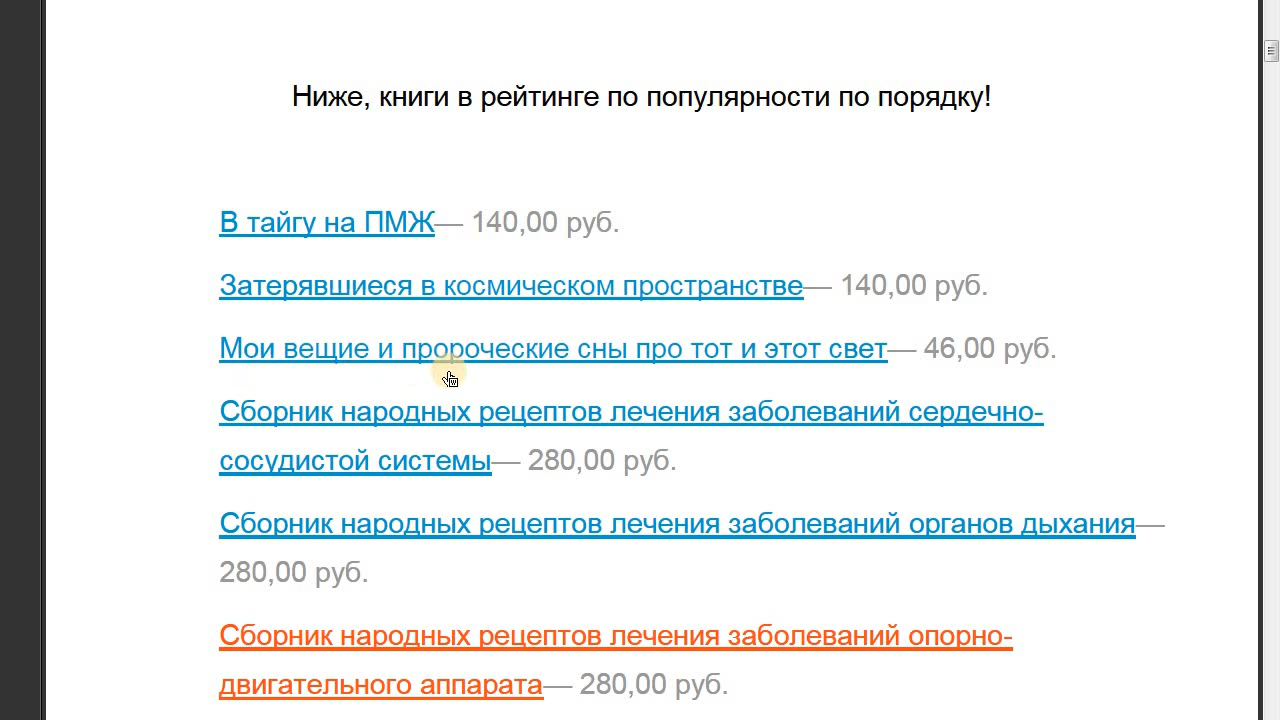 Ниже, книги в рейтинге по популярности по порядку!
В тайгу на ПМЖ— 140,00 руб.
Затерявшиеся в космическом пространстве— 140,00 руб.
Мои вещие и пророческие сны про тот и этот свет— 46,00 руб.
Сборник народных рецептов лечения заболеваний сердечно-
сосудистой системы— 280,00 руб.
Сборник народных рецептов лечения заболеваний органов дыхания—
280,00 руб.
Сборник народных рецептов лечения заболеваний опорно-
двигательного аппарата— 280,00 руб.